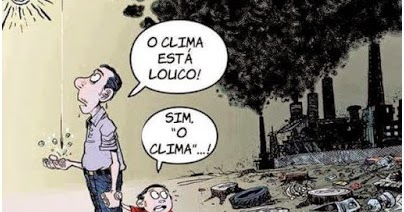 O CLIMA
ESTÁ
LOUCO!
SIM.
"O
CLIMA"...!